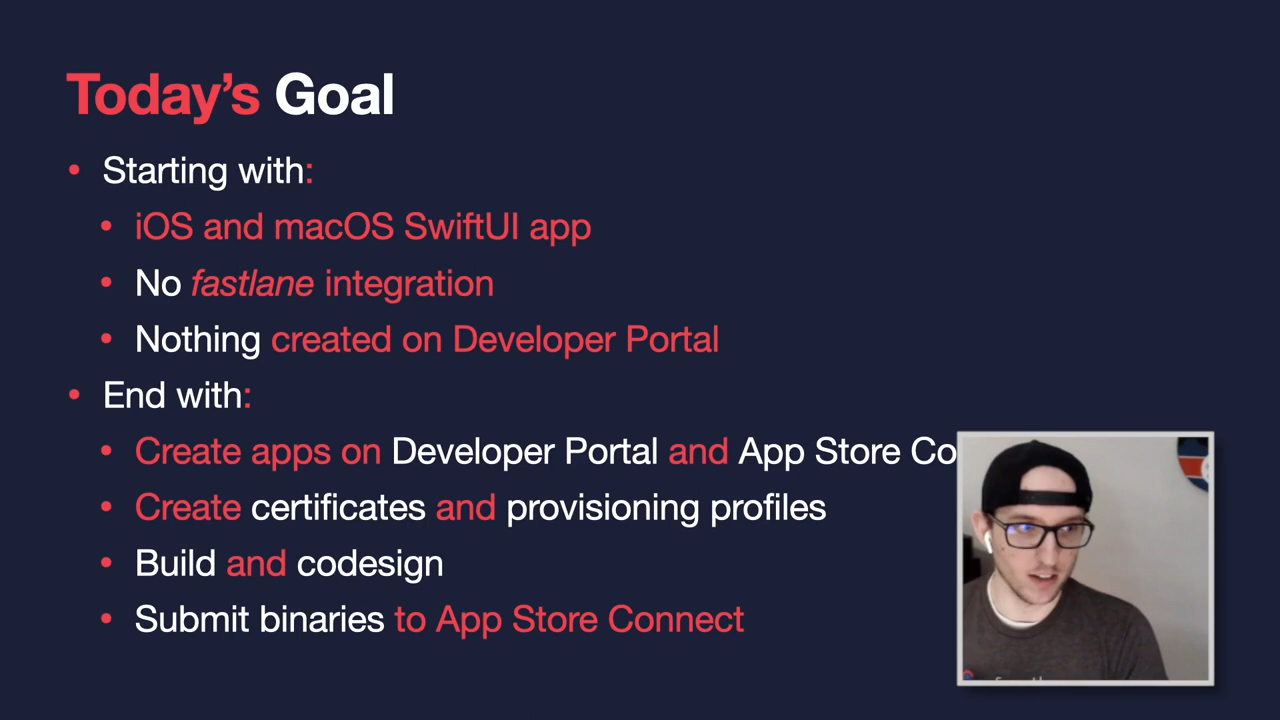 Today's Goal
• Starting with:
• iOS and macOS SwiftUI app
• No fastlane integration
• Nothing created on Developer Portal
• End with:
• Create apps on Developer Portal and App Store Co
• Create certificates and provisioning profiles
• Build and codesign
• Submit binaries to App Store Connect